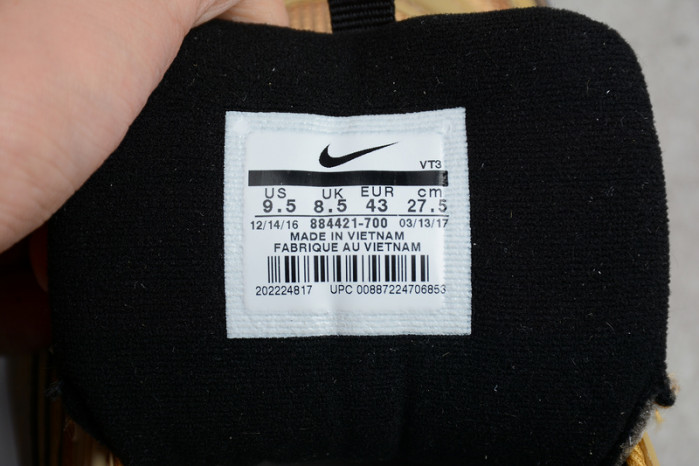 VT3
US UK EUR cm
9.5 8.5 43 27.5
12/14/16 884421-700 03/13/17
MADE IN VIETNAM
FABRIQUE AU VIETNAM
202224817 UPC 00887224706853